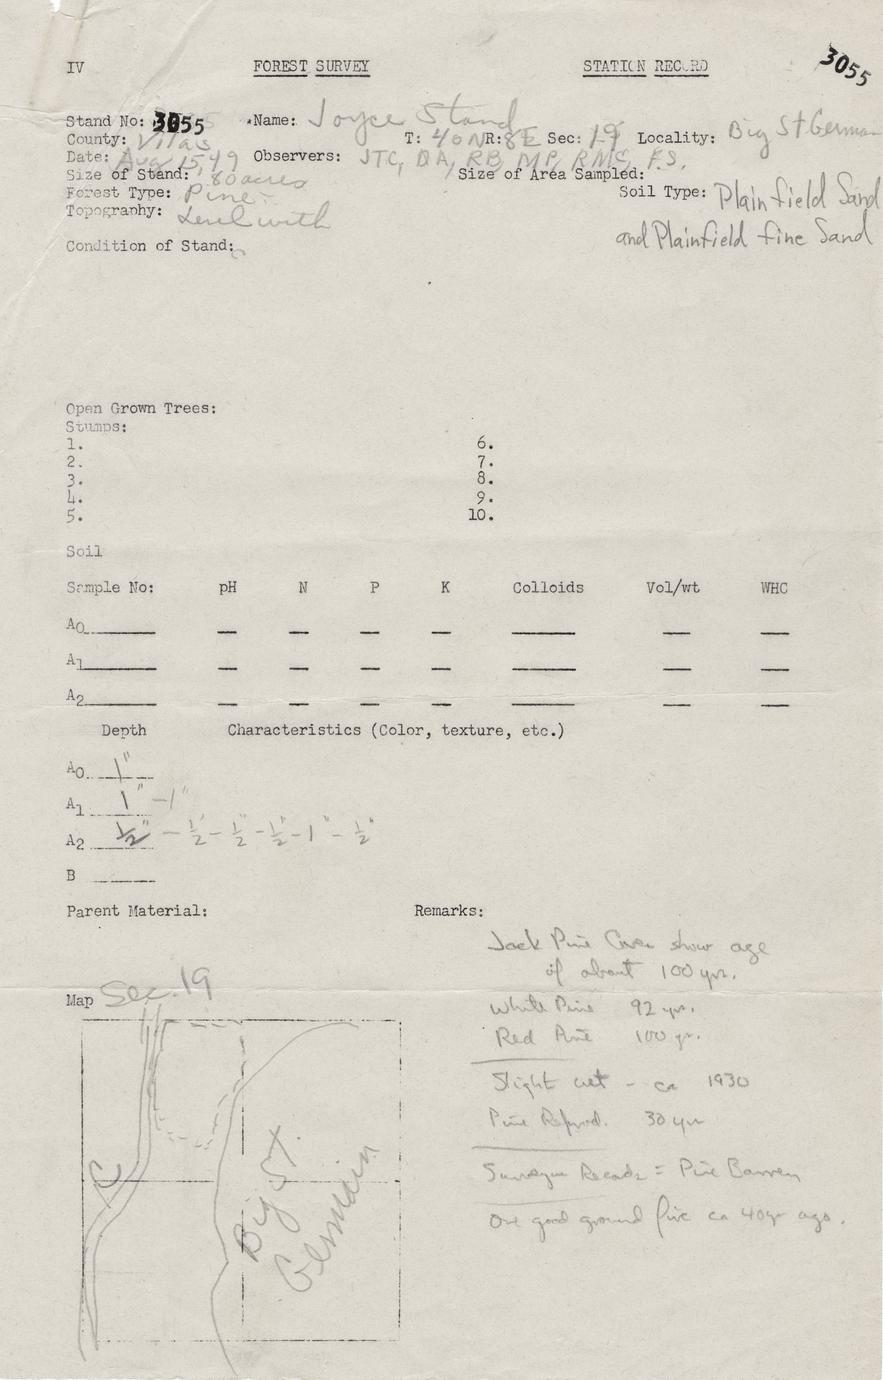 IV FOREST SURVEY STATION RECORD 3055
Stand No: 3055 Name: Joyce Stand
County: Vilas T: 40N R: 8E Sec: 19 Locality: Big St German
Date: Aug 15 49 Observers: JTC, DA, RB, MP, RMC, F.S.
Size of Stand: 80 acres Size of Area Sampled:
Forest Type: Pine Soil Type: Plainfield Sand
Topography: Level with and Plainfield fine Sand
Condition of Stand:
Open Grown Trees:
Stumps:
1. 6.
2. 7.
3. 8.
4. 9.
5. 10.
Soil
Sample No: pH N P K Colloids Vol/wt WHC
A0
A1
A2
Depth Characteristics (Color, texture, etc.)
A0 1"
A1 1" - 1"
A2 1/2" - 1/2 - 1/2 - 1/2 - 1" - 1/2"
B
Parent Material: Remarks:
Jack Pine Cores show age
of about 100 yrs.
Map Sec. 19
White Pine 92 yr.
Red Pine 100 yr.
Slight cut - ca 1930
Pine Reprod. 30 yr
Records = Pine Barren
One good ground fire ca 40 yr ago.
Big St.
Germain